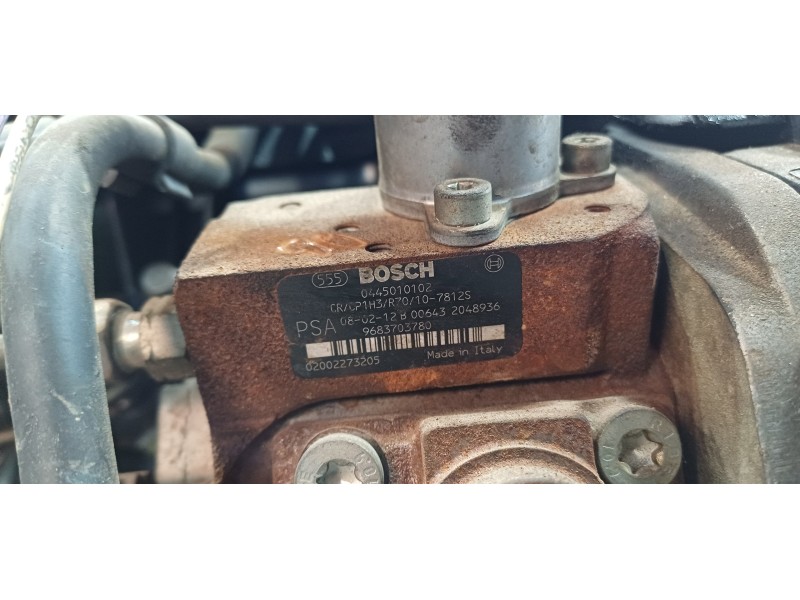 555 BOSCH
0445010102
CR/CP1H3/R70/10-7812S
PSA 08-02-12 B 00643 2048936
9683703780
02002273205 Made in Italy